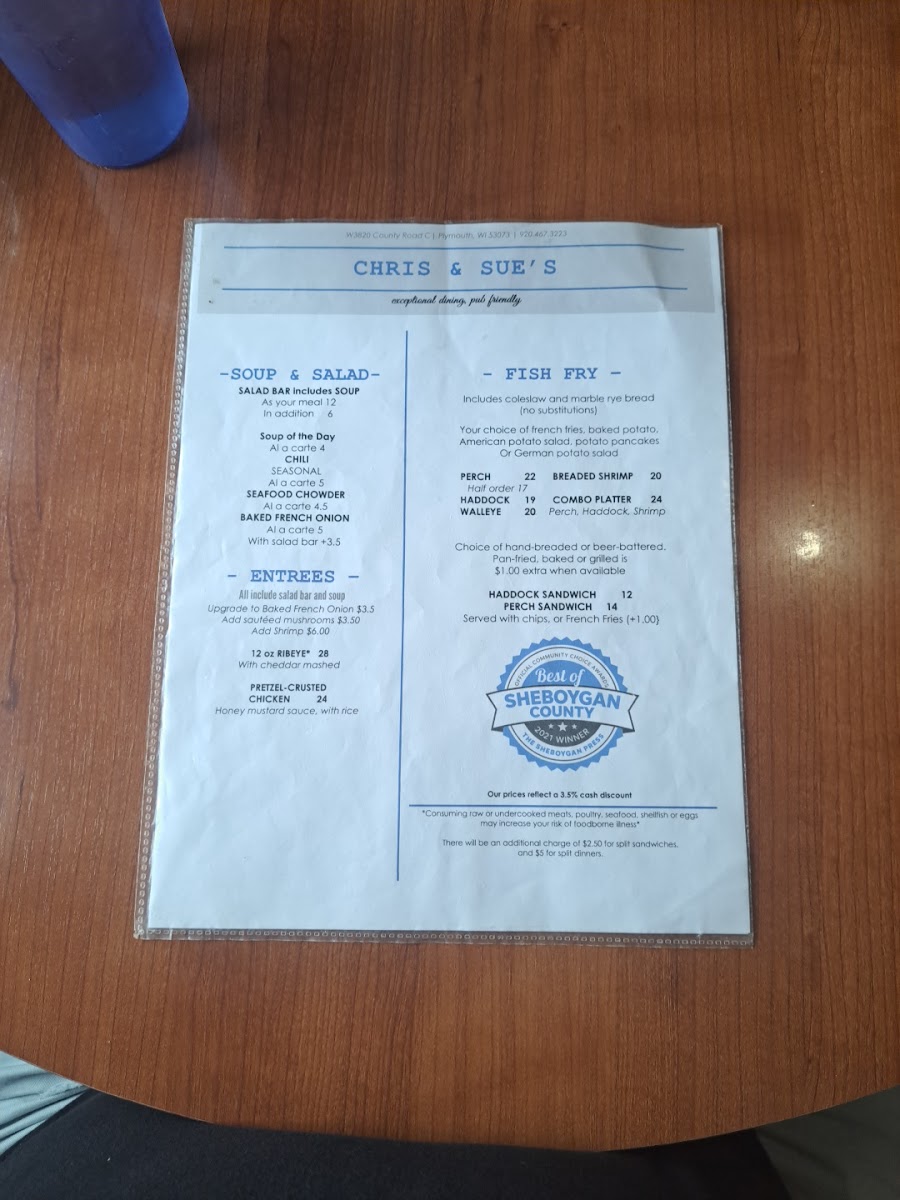 W3820 County Road C | Plymouth, WI 53073 | 920.467.3223
CHRIS & SUE'S
exceptional dining, pub friendly
-SOUP & SALAD-
SALAD BAR includes SOUP
As your meal 12
In addition 6
Soup of the Day
Al a carte 4
CHILI
SEASONAL
Al a carte 5
SEAFOOD CHOWDER
Al a carte 4.5
BAKED FRENCH ONION
Al a carte 5
With salad bar +3.5
- ENTREES -
All include salad bar and soup
Upgrade to Baked French Onion $3.5
Add sautéed mushrooms $3.50
Add Shrimp $6.00
12 oz RIBEYE* 28
With cheddar mashed
PRETZEL-CRUSTED
CHICKEN 24
Honey mustard sauce, with rice
- FISH FRY -
Includes coleslaw and marble rye bread
(no substitutions)
Your choice of french fries, baked potato,
American potato salad, potato pancakes
Or German potato salad
PERCH 22 BREADED SHRIMP 20
Half order 17
HADDOCK 19 COMBO PLATTER 24
WALLEYE 20 Perch, Haddock, Shrimp
Choice of hand-breaded or beer-battered.
Pan-fried, baked or grilled is
$1.00 extra when available
HADDOCK SANDWICH 12
PERCH SANDWICH 14
Served with chips, or French Fries (+1.00)
OFFICIAL COMMUNITY CHOICE AWARDS
Best of
SHEBOYGAN
COUNTY
2021 WINNER
THE SHEBOYGAN PRESS
Our prices reflect a 3.5% cash discount
*Consuming raw or undercooked meats, poultry, seafood, shellfish or eggs
may increase your risk of foodborne illness*
There will be an additional charge of $2.50 for split sandwiches,
and $5 for split dinners.